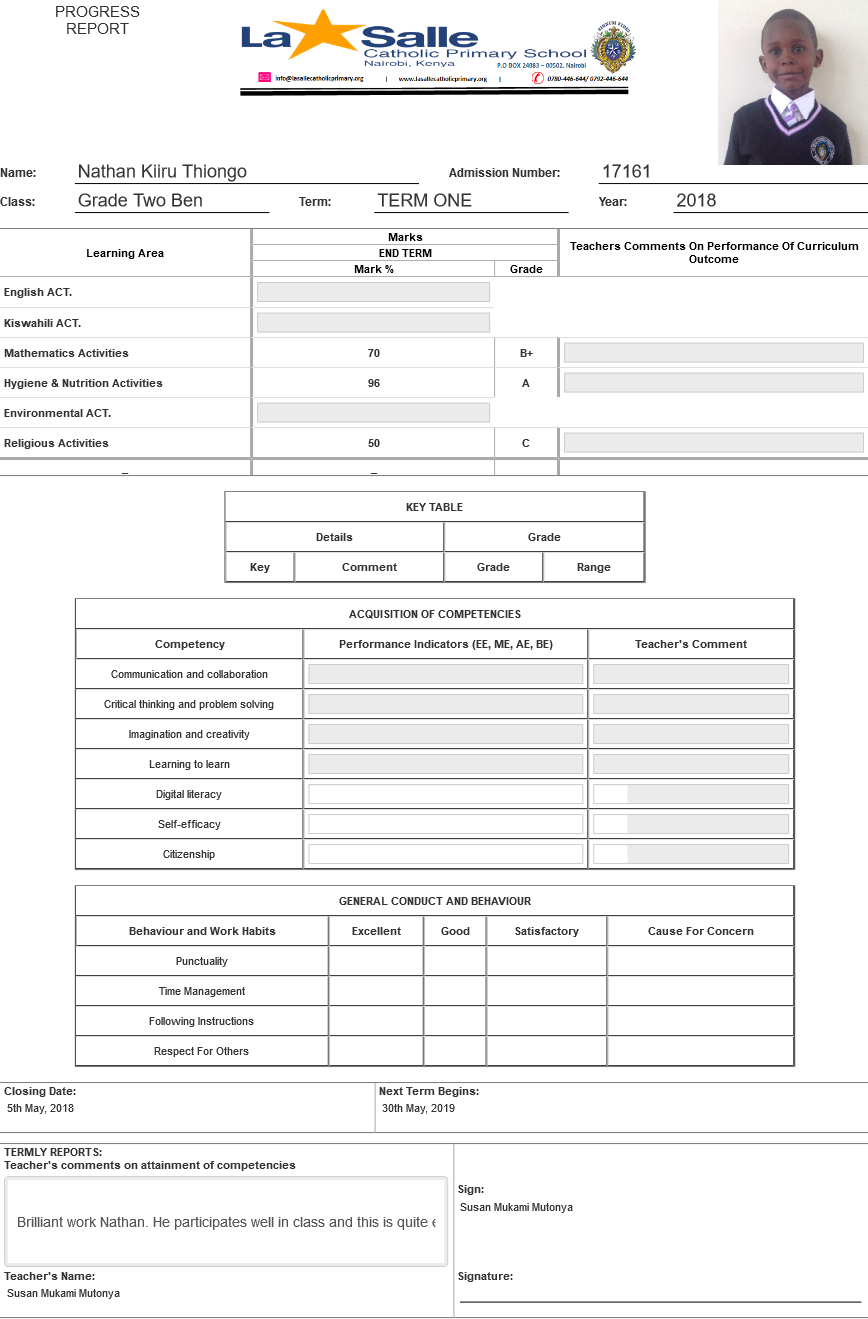 PROGRESS
REPORT
La Salle
Catholic Primary School
Nairobi, Kenya
P.O BOX 24083 – 00502, Nairobi
info@lasallecatholicprimary.org | www.lasallecatholicprimary.org | 0780-446-644/ 0792-446-644
Name: Nathan Kiiru Thiongo Admission Number: 17161
Class: Grade Two Ben Term: TERM ONE Year: 2018
Learning Area Marks Teachers Comments On Performance Of Curriculum Outcome
END TERM
Mark % Grade
English ACT.
Kiswahili ACT.
Mathematics Activities 70 B+
Hygiene & Nutrition Activities 96 A
Environmental ACT.
Religious Activities 50 C
_ _
KEY TABLE
Details Grade
Key Comment Grade Range
ACQUISITION OF COMPETENCIES
Competency Performance Indicators (EE, ME, AE, BE) Teacher's Comment
Communication and collaboration
Critical thinking and problem solving
Imagination and creativity
Learning to learn
Digital literacy
Self-efficacy
Citizenship
GENERAL CONDUCT AND BEHAVIOUR
Behaviour and Work Habits Excellent Good Satisfactory Cause For Concern
Punctuality
Time Management
Following Instructions
Respect For Others
Closing Date: Next Term Begins:
5th May, 2018 30th May, 2019
TERMLY REPORTS:
Teacher's comments on attainment of competencies
Sign:
Susan Mukami Mutonya
Brilliant work Nathan. He participates well in class and this is quite
Teacher's Name: Signature:
Susan Mukami Mutonya